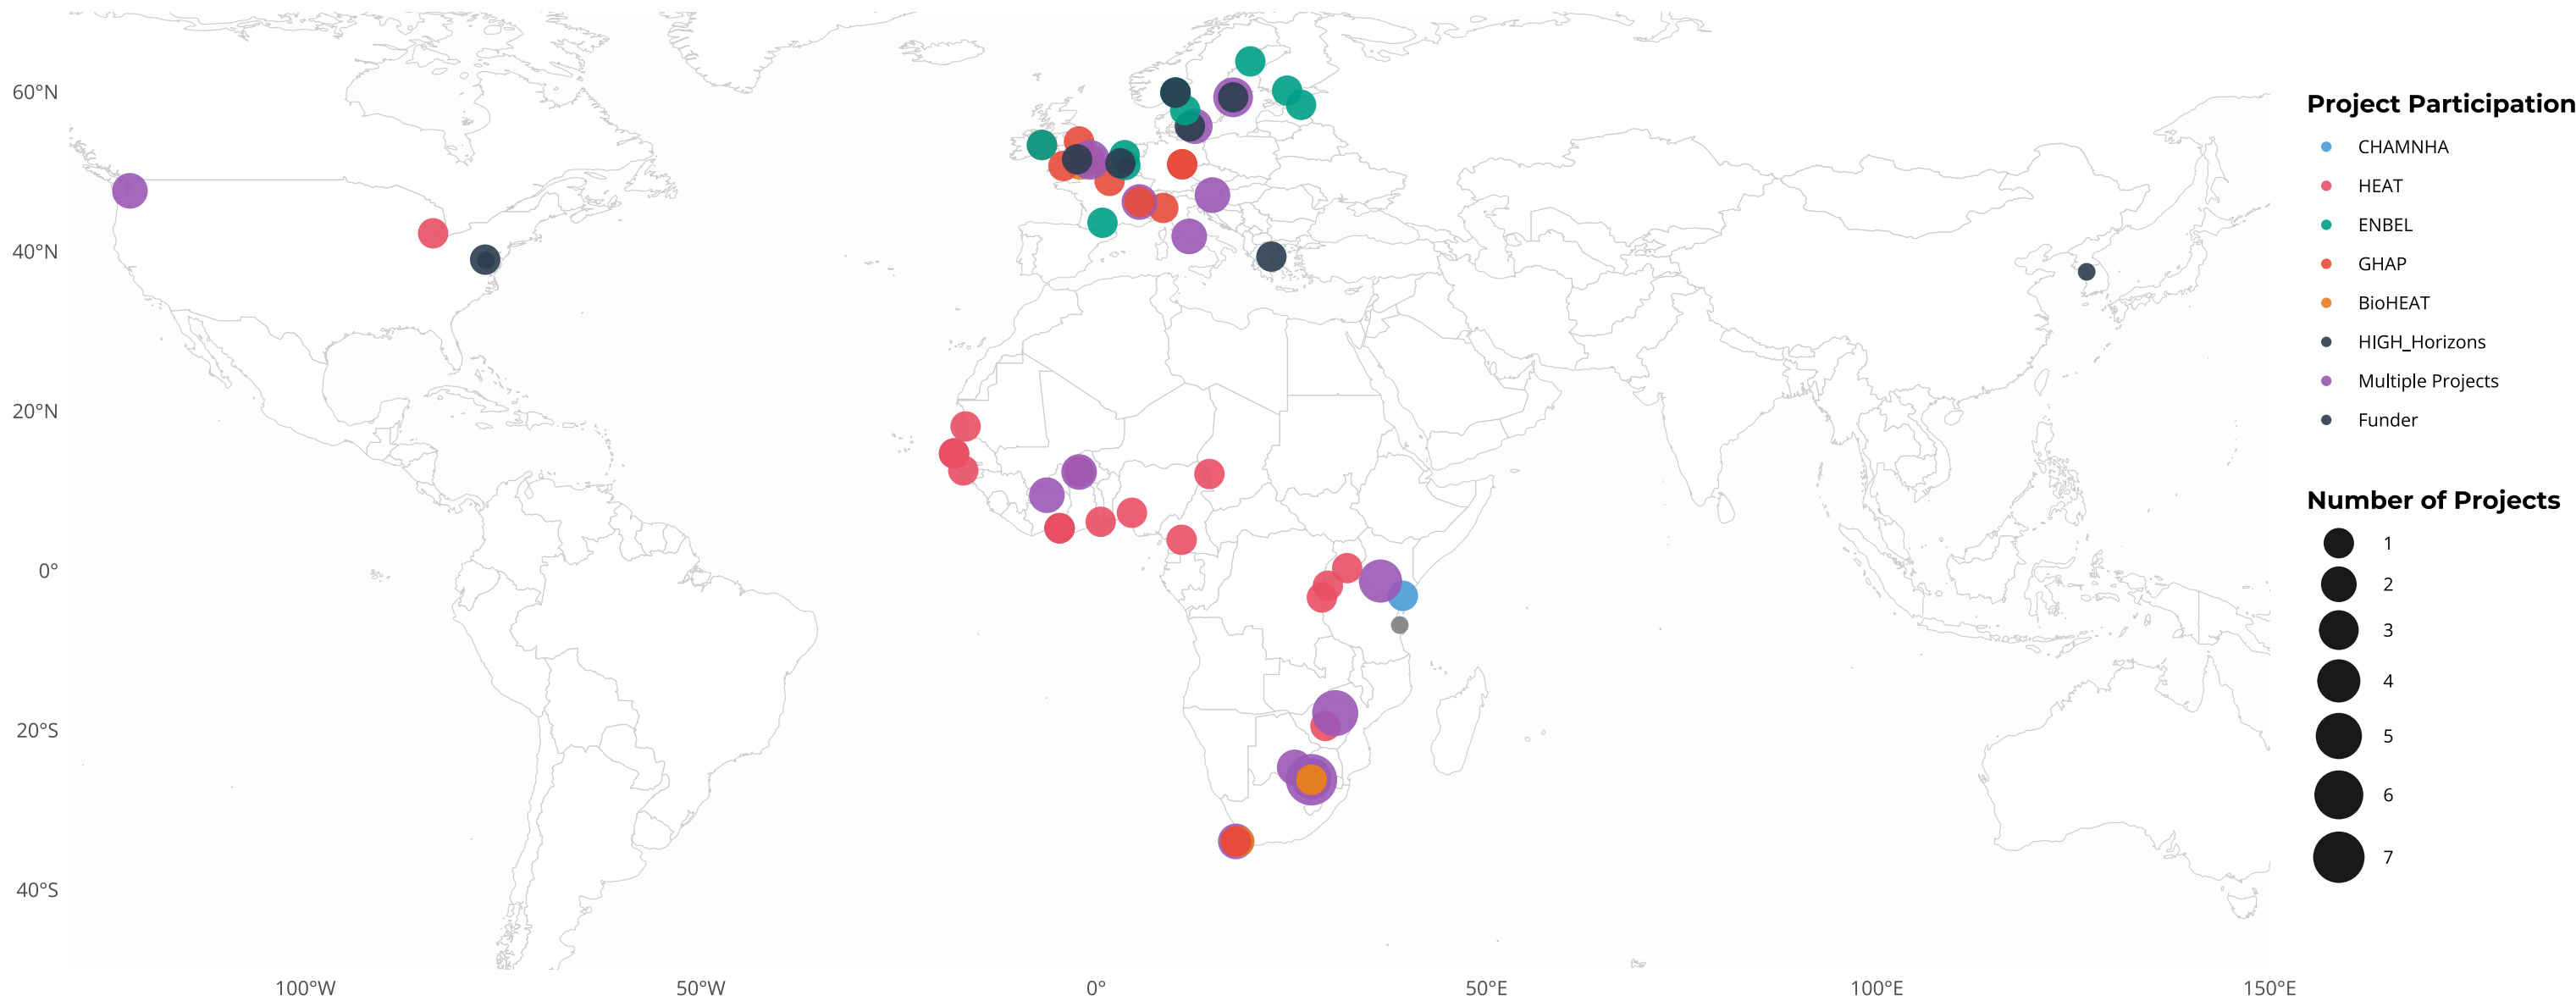 60°N
40°N
20°N
0°
20°S
40°S
100°W
50°W
0°
50°E
100°E
150°E
Project Participation
CHAMNHA
HEAT
ENBEL
GHAP
BioHEAT
HIGH_Horizons
Multiple Projects
Funder
Number of Projects
1
2
3
4
5
6
7